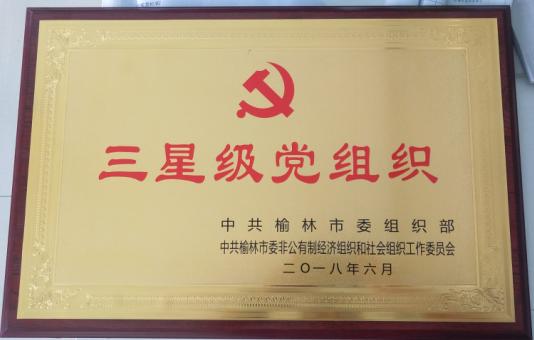 三星级党组织
中共榆林市委组织部
中共榆林市委非公有制经济组织和社会组织工作委员会
二〇一八年六月